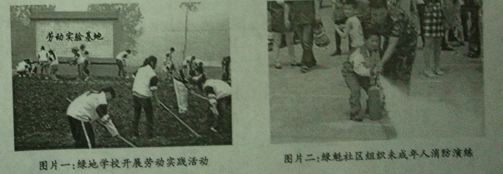 劳动实验基地
图片一:绿地学校开展劳动实践活动
图片二:绿魁社区组织未成年人消防演练